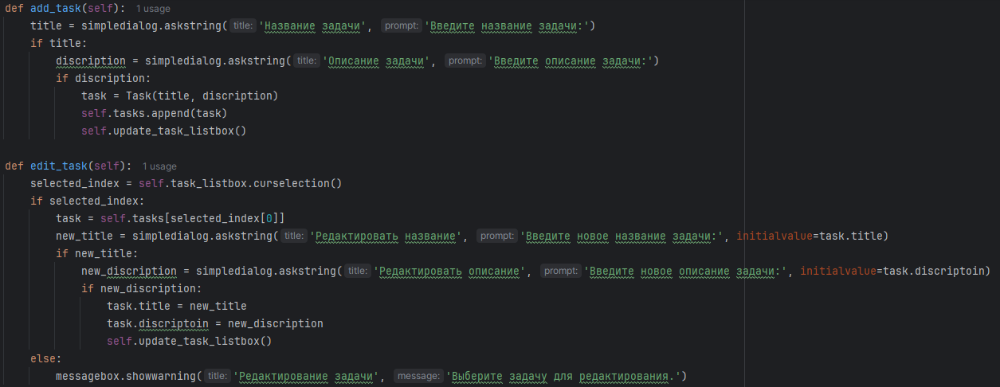 def add_task(self): 1 usage
title = simpledialog.askstring( title: 'Название задачи', prompt: 'Введите название задачи:')
if title:
discription = simpledialog.askstring( title: 'Описание задачи', prompt: 'Введите описание задачи:')
if discription:
task = Task(title, discription)
self.tasks.append(task)
self.update_task_listbox()
def edit_task(self): 1 usage
selected_index = self.task_listbox.curselection()
if selected_index:
task = self.tasks[selected_index[0]]
new_title = simpledialog.askstring( title: 'Редактировать название', prompt: 'Введите новое название задачи:', initialvalue=task.title)
if new_title:
new_discription = simpledialog.askstring( title: 'Редактировать описание', prompt: 'Введите новое описание задачи:', initialvalue=task.discriptoin)
if new_discription:
task.title = new_title
task.discriptoin = new_discription
self.update_task_listbox()
else:
messagebox.showwarning( title: 'Редактирование задачи', message: 'Выберите задачу для редактирования.')